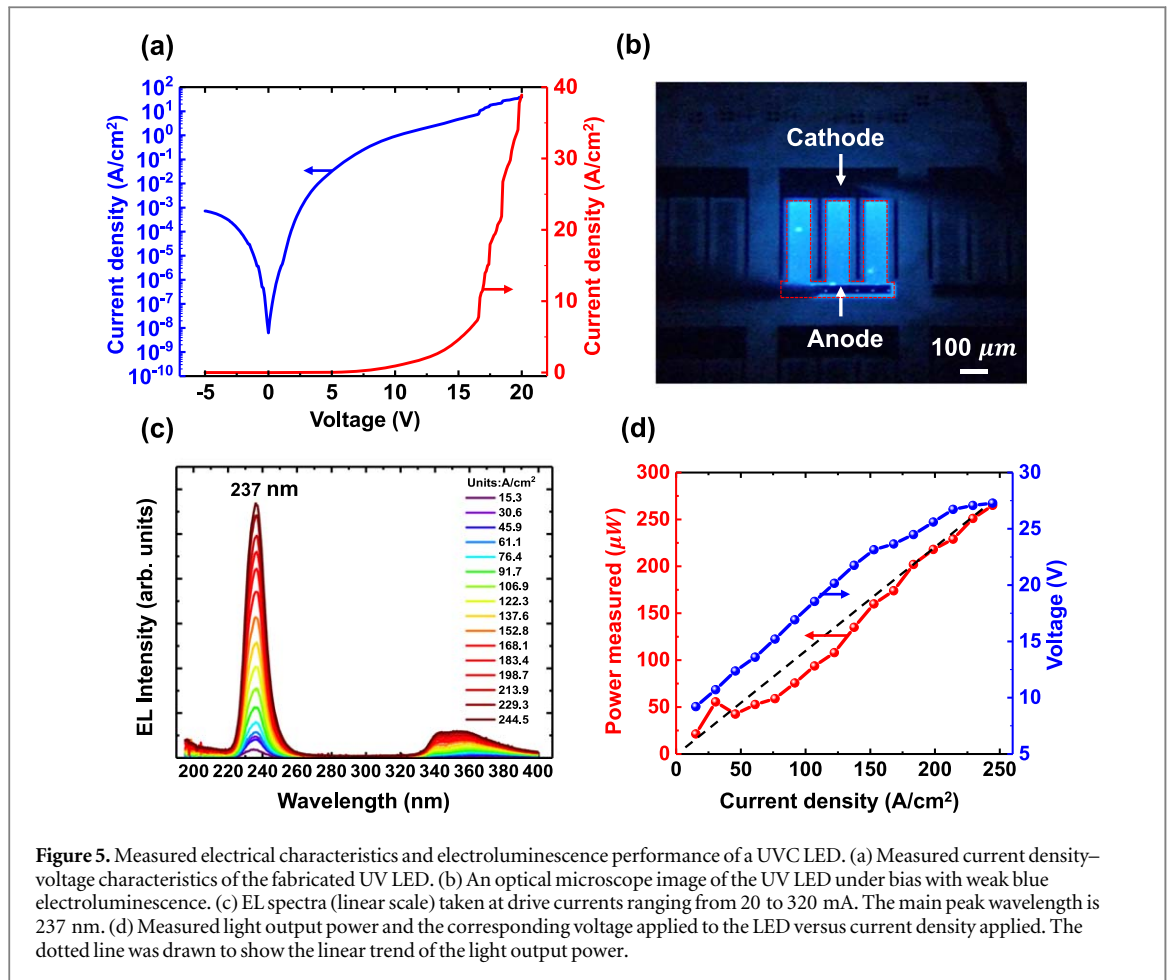 (a)
10²
10¹
10⁰
10⁻¹
10⁻²
10⁻³
10⁻⁴
10⁻⁵
10⁻⁶
10⁻⁷
10⁻⁸
10⁻⁹
10⁻¹⁰
Current density (A/cm²)
40
30
20
10
0
Current density (A/cm²)
-5 0 5 10 15 20
Voltage (V)
(b)
Cathode
Anode
100 μm
(c)
EL Intensity (arb. units)
237 nm
Units:A/cm²
15.3
30.6
45.9
61.1
76.4
91.7
106.9
122.3
137.6
152.8
168.1
183.4
198.7
213.9
229.3
244.5
200 220 240 260 280 300 320 340 360 380 400
Wavelength (nm)
(d)
300
250
200
150
100
50
0
Power measured (μW)
30
25
20
15
10
5
Voltage (V)
0 50 100 150 200 250
Current density (A/cm²)
Figure 5. Measured electrical characteristics and electroluminescence performance of a UVC LED. (a) Measured current density–
voltage characteristics of the fabricated UV LED. (b) An optical microscope image of the UV LED under bias with weak blue
electroluminescence. (c) EL spectra (linear scale) taken at drive currents ranging from 20 to 320 mA. The main peak wavelength is
237 nm. (d) Measured light output power and the corresponding voltage applied to the LED versus current density applied. The
dotted line was drawn to show the linear trend of the light output power.